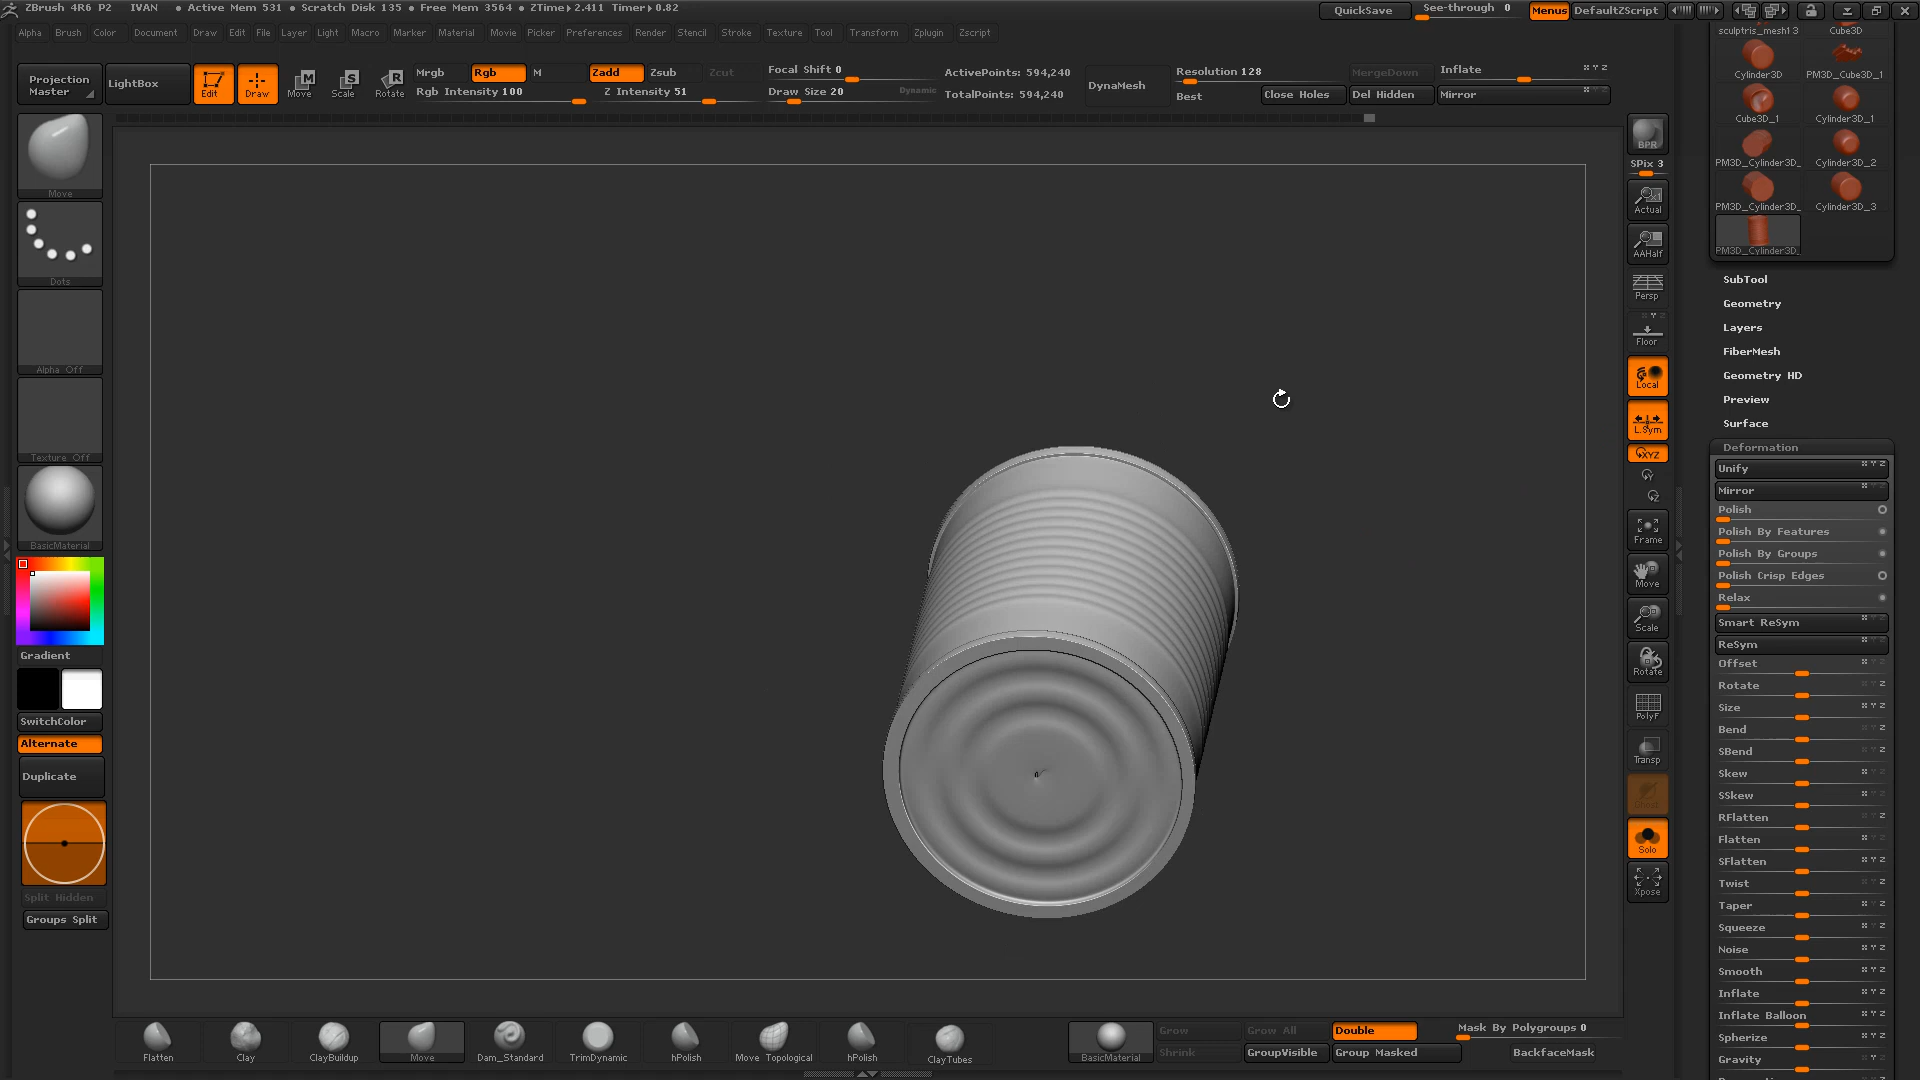 ZBrush 4R6 P2 IVAN • Active Mem 531 • Scratch Disk 135 • Free Mem 3564 • ZTime▸2.411 Timer▸0.82
QuickSave See-through 0 Menus DefaultZScript
Alpha Brush Color Document Draw Edit File Layer Light Macro Marker Material Movie Picker Preferences Render Stencil Stroke Texture Tool Transform Zplugin Zscript
Projection Master
LightBox
Edit
Draw
Move
Scale
Rotate
Mrgb Rgb M Zadd Zsub Zcut
Rgb Intensity 100 Z Intensity 51
Focal Shift 0
Draw Size 20 Dynamic
ActivePoints: 594,240
TotalPoints: 594,240
DynaMesh
Resolution 128
Best
Close Holes
MergeDown
Del Hidden
Inflate
Mirror
Move
Dots
Alpha Off
Texture Off
BasicMaterial
Gradient
SwitchColor
Alternate
Duplicate
Split Hidden
Groups Split
BPR
SPix 3
Actual
AAHalf
Persp
Floor
Local
L.Sym
XYZ
Y
Z
Frame
Move
Scale
Rotate
PolyF
Transp
Ghost
Solo
Xpose
sculptris_mesh13 Cube3D
Cylinder3D PM3D_Cube3D_1
Cube3D_1 Cylinder3D_1
PM3D_Cylinder3D_ Cylinder3D_2
PM3D_Cylinder3D_ Cylinder3D_3
PM3D_Cylinder3D_
SubTool
Geometry
Layers
FiberMesh
Geometry HD
Preview
Surface
Deformation
Unify
Mirror
Polish
Polish By Features
Polish By Groups
Polish Crisp Edges
Relax
Smart ReSym
ReSym
Offset
Rotate
Size
Bend
SBend
Skew
SSkew
RFlatten
Flatten
SFlatten
Twist
Taper
Squeeze
Noise
Smooth
Inflate
Inflate Balloon
Spherize
Gravity
Flatten Clay ClayBuildup Move Dam_Standard TrimDynamic hPolish Move Topological hPolish ClayTubes
BasicMaterial
Grow Grow All Double Mask By Polygroups 0
Shrink GroupVisible Group Masked BackfaceMask